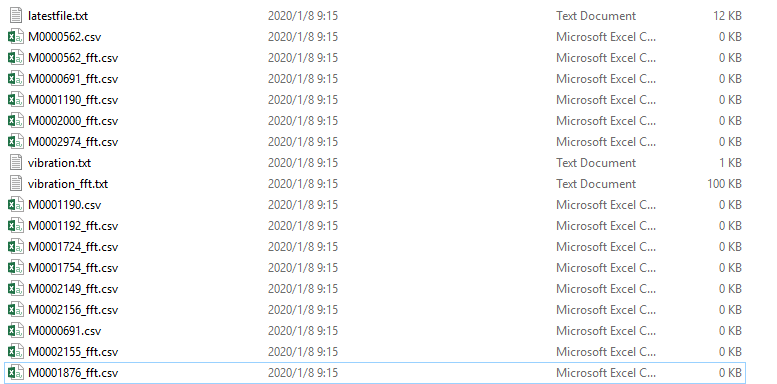 latestfile.txt 2020/1/8 9:15 Text Document 12 KB
M0000562.csv 2020/1/8 9:15 Microsoft Excel C... 0 KB
M0000562_fft.csv 2020/1/8 9:15 Microsoft Excel C... 0 KB
M0000691_fft.csv 2020/1/8 9:15 Microsoft Excel C... 0 KB
M0001190_fft.csv 2020/1/8 9:15 Microsoft Excel C... 0 KB
M0002000_fft.csv 2020/1/8 9:15 Microsoft Excel C... 0 KB
M0002974_fft.csv 2020/1/8 9:15 Microsoft Excel C... 0 KB
vibration.txt 2020/1/8 9:15 Text Document 1 KB
vibration_fft.txt 2020/1/8 9:15 Text Document 100 KB
M0001190.csv 2020/1/8 9:15 Microsoft Excel C... 0 KB
M0001192_fft.csv 2020/1/8 9:15 Microsoft Excel C... 0 KB
M0001724_fft.csv 2020/1/8 9:15 Microsoft Excel C... 0 KB
M0001754_fft.csv 2020/1/8 9:15 Microsoft Excel C... 0 KB
M0002149_fft.csv 2020/1/8 9:15 Microsoft Excel C... 0 KB
M0002156_fft.csv 2020/1/8 9:15 Microsoft Excel C... 0 KB
M0000691.csv 2020/1/8 9:15 Microsoft Excel C... 0 KB
M0002155_fft.csv 2020/1/8 9:15 Microsoft Excel C... 0 KB
M0001876_fft.csv 2020/1/8 9:15 Microsoft Excel C... 0 KB